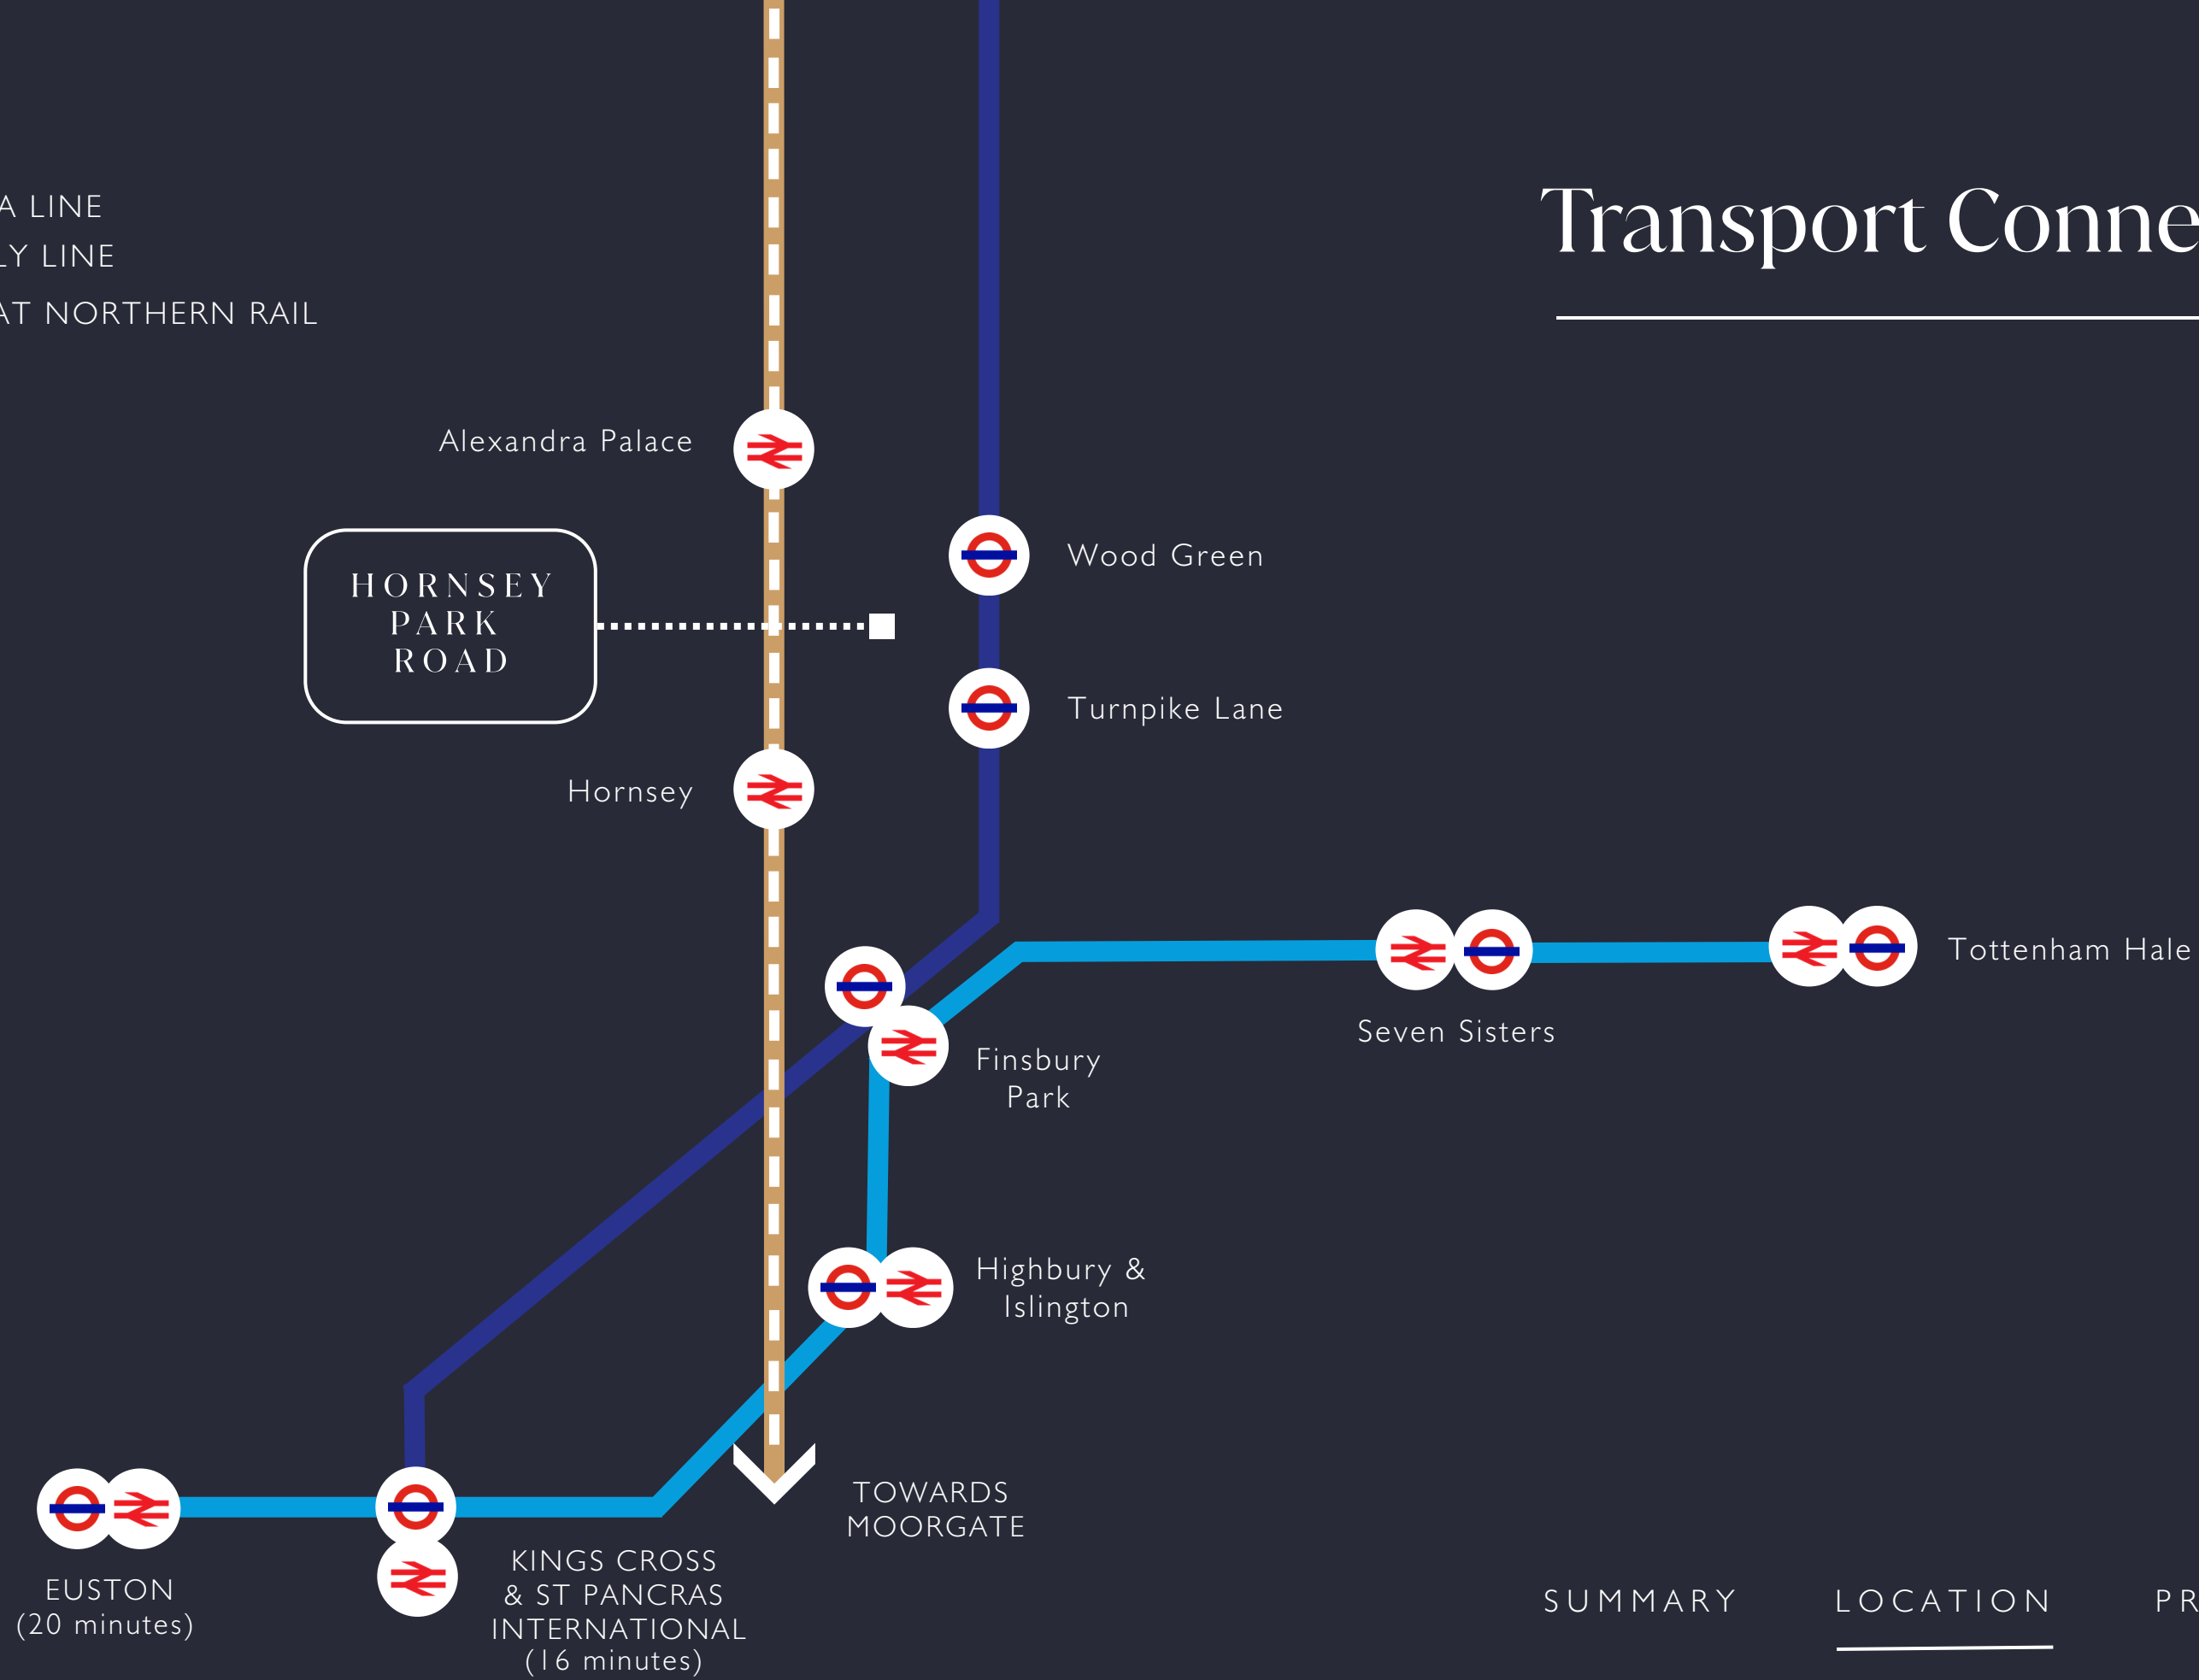 A LINE
LY LINE
AT NORTHERN RAIL
Transport Conne
Alexandra Palace
Wood Green
HORNSEY
PARK
ROAD
Turnpike Lane
Hornsey
Tottenham Hale
Seven Sisters
Finsbury
Park
Highbury &
Islington
TOWARDS
MOORGATE
KINGS CROSS
& ST PANCRAS
INTERNATIONAL
(16 minutes)
EUSTON
(20 minutes)
SUMMARY
LOCATION
PR